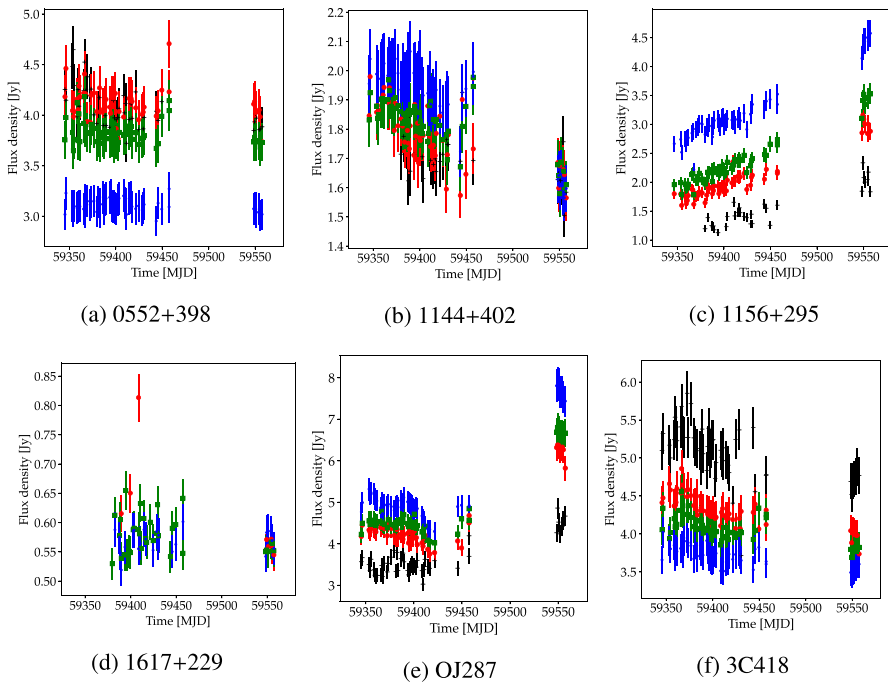 5.0
4.5
4.0
3.5
3.0
Flux density [Jy]
59350 59400 59450 59500 59550
Time [MJD]
(a) 0552+398
2.2
2.1
2.0
1.9
1.8
1.7
1.6
1.5
1.4
Flux density [Jy]
59350 59400 59450 59500 59550
Time [MJD]
(b) 1144+402
4.5
4.0
3.5
3.0
2.5
2.0
1.5
1.0
Flux density [Jy]
59350 59400 59450 59500 59550
Time [MJD]
(c) 1156+295
0.85
0.80
0.75
0.70
0.65
0.60
0.55
0.50
Flux density [Jy]
59350 59400 59450 59500 59550
Time [MJD]
(d) 1617+229
8
7
6
5
4
3
Flux density [Jy]
59350 59400 59450 59500 59550
Time [MJD]
(e) OJ287
6.0
5.5
5.0
4.5
4.0
3.5
Flux density [Jy]
59350 59400 59450 59500 59550
Time [MJD]
(f) 3C418